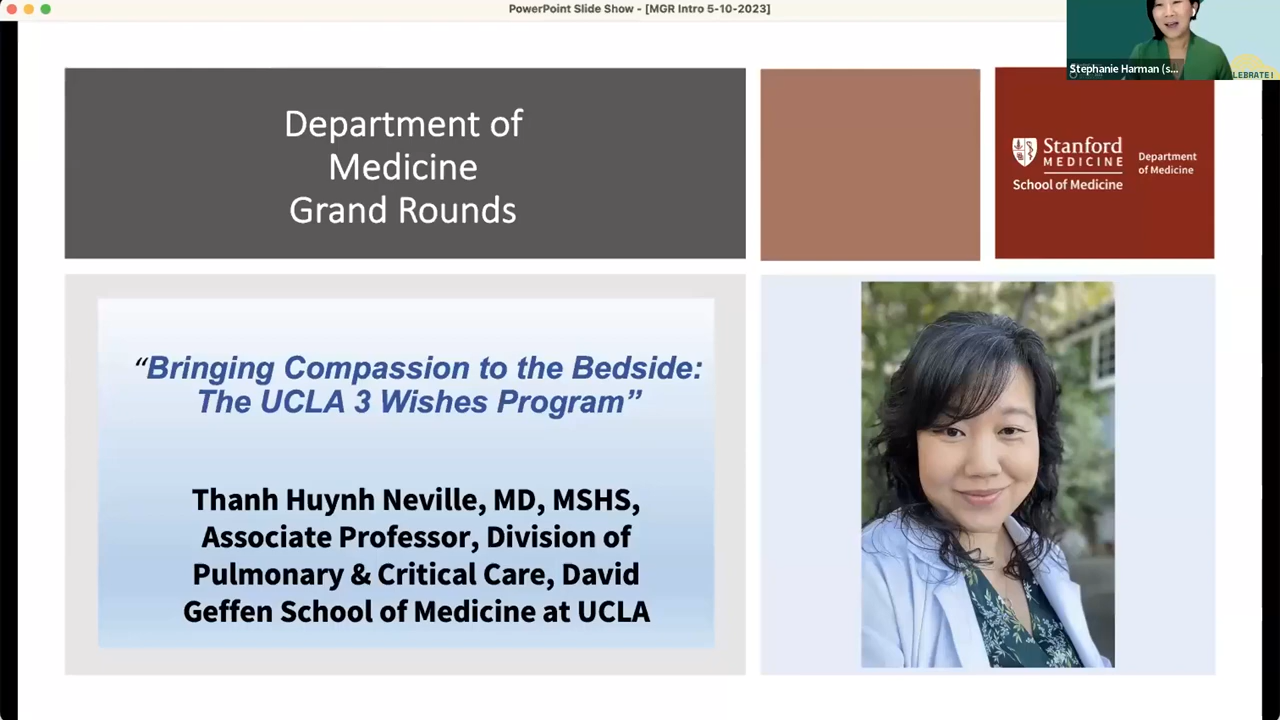 PowerPoint Slide Show - [MGR Intro 5-10-2023]
Stephanie Harman (s...
LEBRATE!
Department of
Medicine
Grand Rounds
Stanford
MEDICINE
School of Medicine
Department
of Medicine
“Bringing Compassion to the Bedside:
The UCLA 3 Wishes Program”
Thanh Huynh Neville, MD, MSHS,
Associate Professor, Division of
Pulmonary & Critical Care, David
Geffen School of Medicine at UCLA